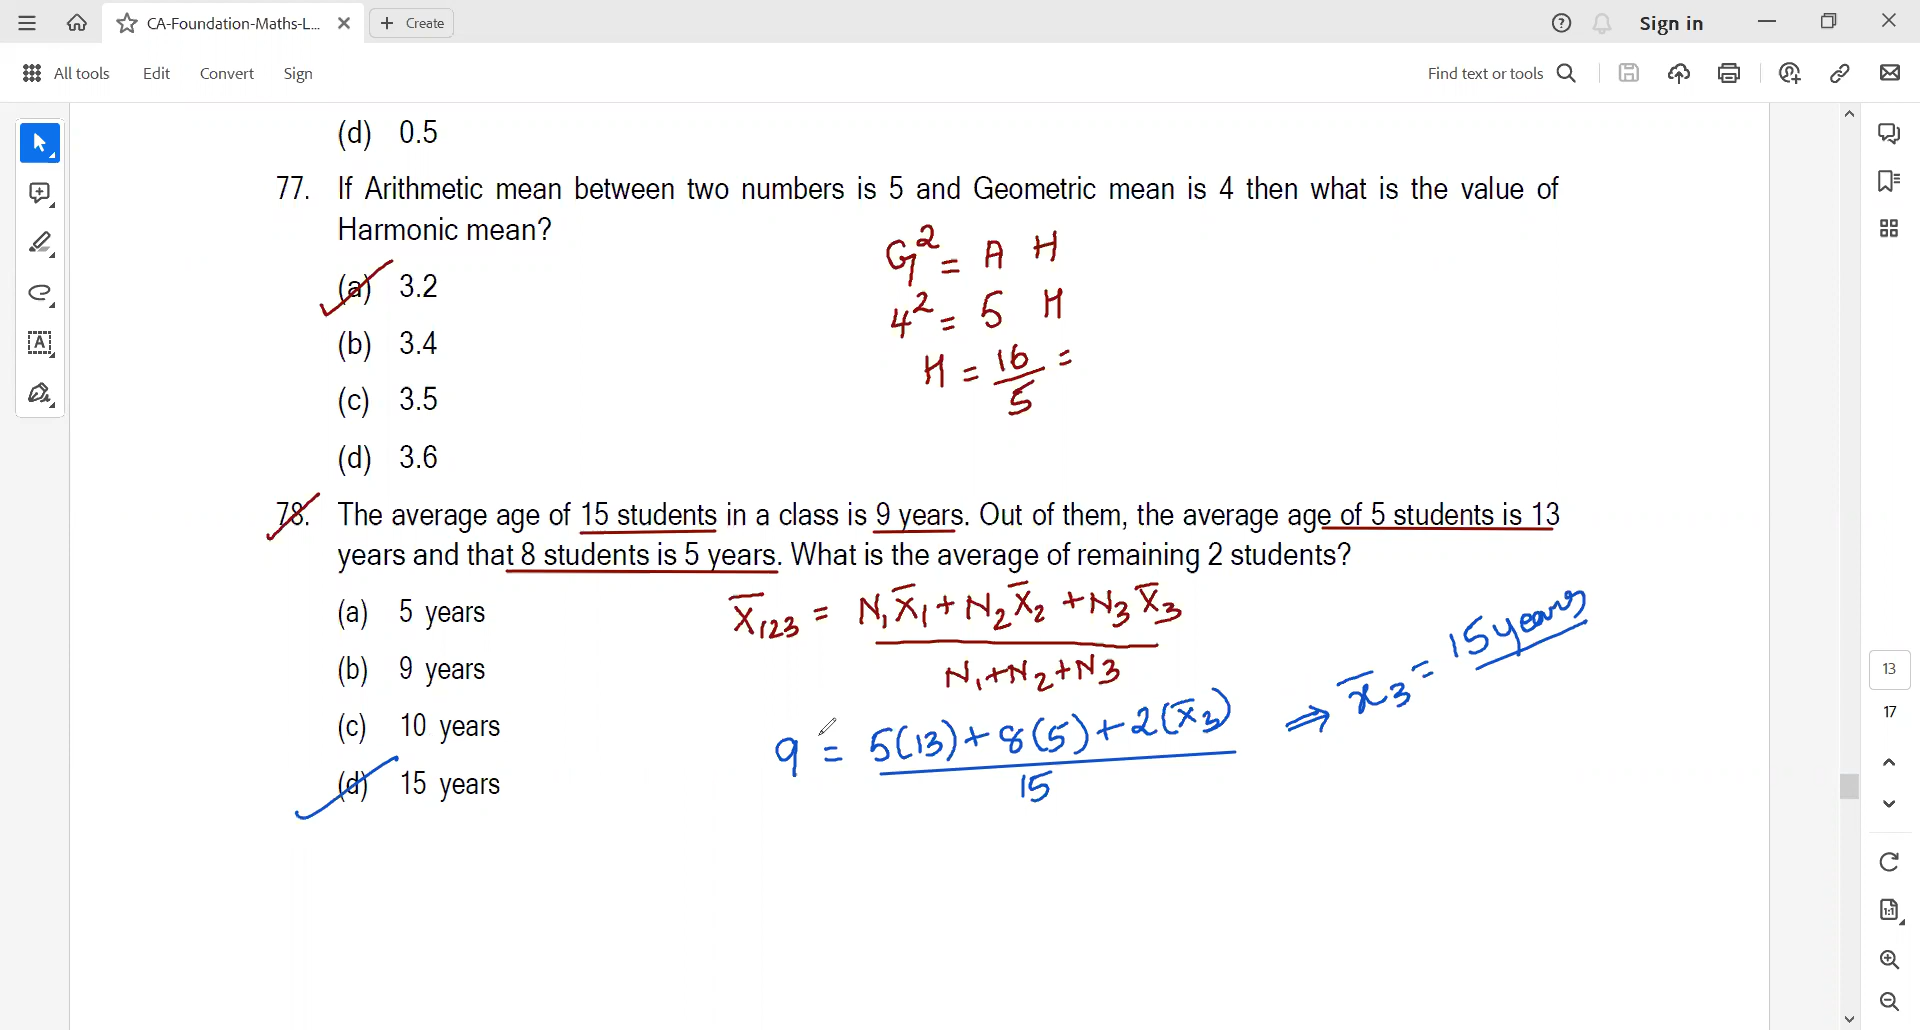 CA-Foundation-Maths-L...
Create
Sign in
All tools
Edit
Convert
Sign
Find text or tools
(d) 0.5
77. If Arithmetic mean between two numbers is 5 and Geometric mean is 4 then what is the value of
Harmonic mean?
(a) 3.2
(b) 3.4
(c) 3.5
(d) 3.6
G² = A H
4² = 5 H
H = 16/5 =
78. The average age of 15 students in a class is 9 years. Out of them, the average age of 5 students is 13
years and that 8 students is 5 years. What is the average of remaining 2 students?
(a) 5 years
(b) 9 years
(c) 10 years
(d) 15 years
X̄₁₂₃ = N₁X̄₁ + N₂X̄₂ + N₃X̄₃
N₁+N₂+N₃
9 = 5(13) + 8(5) + 2(x̄₃)
15
⇒ x̄₃ = 15 years
13
17